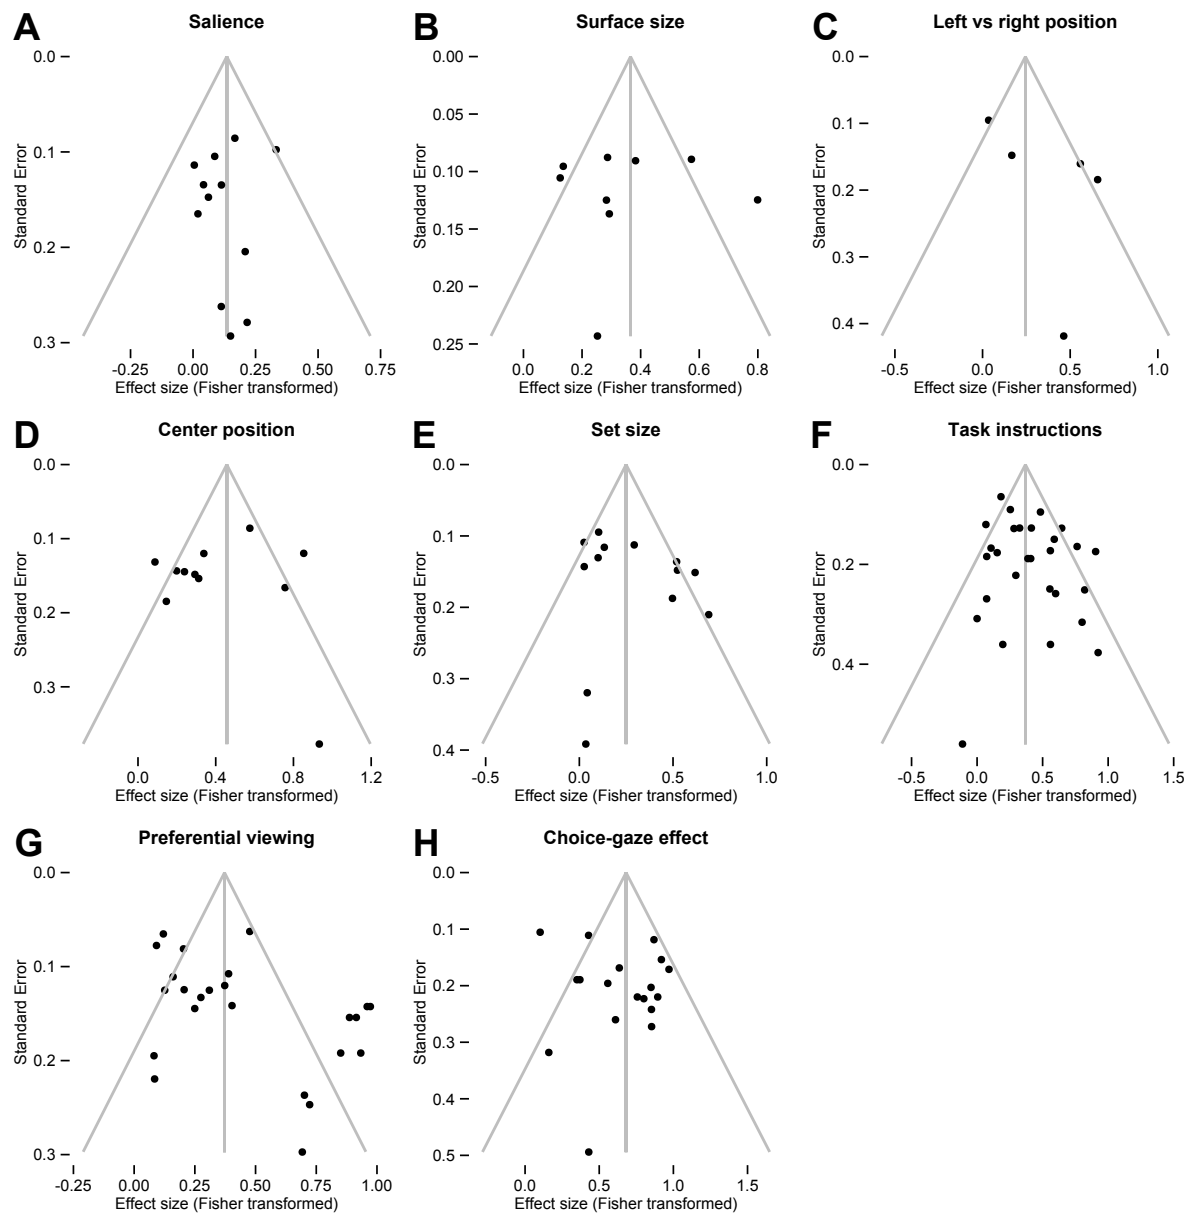 A Salience
0.0
0.1
0.2
0.3
Standard Error
-0.25 0.00 0.25 0.50 0.75
Effect size (Fisher transformed)
B Surface size
0.00
0.05
0.10
0.15
0.20
0.25
Standard Error
0.0 0.2 0.4 0.6 0.8
Effect size (Fisher transformed)
C Left vs right position
0.0
0.1
0.2
0.3
0.4
Standard Error
-0.5 0.0 0.5 1.0
Effect size (Fisher transformed)
D Center position
0.0
0.1
0.2
0.3
Standard Error
0.0 0.4 0.8 1.2
Effect size (Fisher transformed)
E Set size
0.0
0.1
0.2
0.3
0.4
Standard Error
-0.5 0.0 0.5 1.0
Effect size (Fisher transformed)
F Task instructions
0.0
0.2
0.4
Standard Error
-0.5 0.0 0.5 1.0 1.5
Effect size (Fisher transformed)
G Preferential viewing
0.0
0.1
0.2
0.3
Standard Error
-0.25 0.00 0.25 0.50 0.75 1.00
Effect size (Fisher transformed)
H Choice-gaze effect
0.0
0.1
0.2
0.3
0.4
0.5
Standard Error
0.0 0.5 1.0 1.5
Effect size (Fisher transformed)